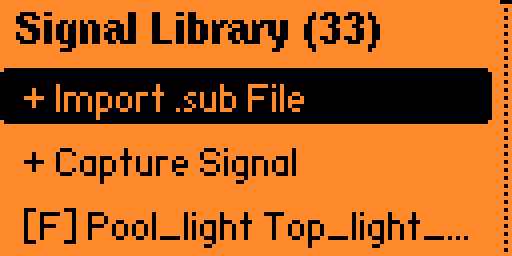 Signal Library (33)
+ Import .sub File
+ Capture Signal
[F] Pool_light Top_light_...